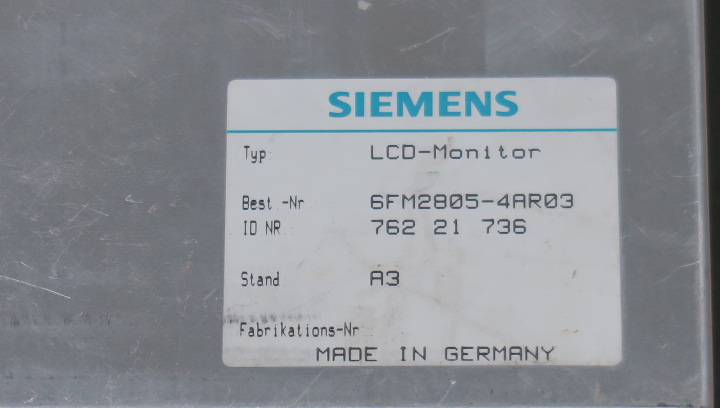 SIEMENS
Typ: LCD-Monitor
Best.-Nr 6FM2805-4AR03
ID NR.: 762 21 736
Stand: A3
Fabrikations-Nr.:
MADE IN GERMANY